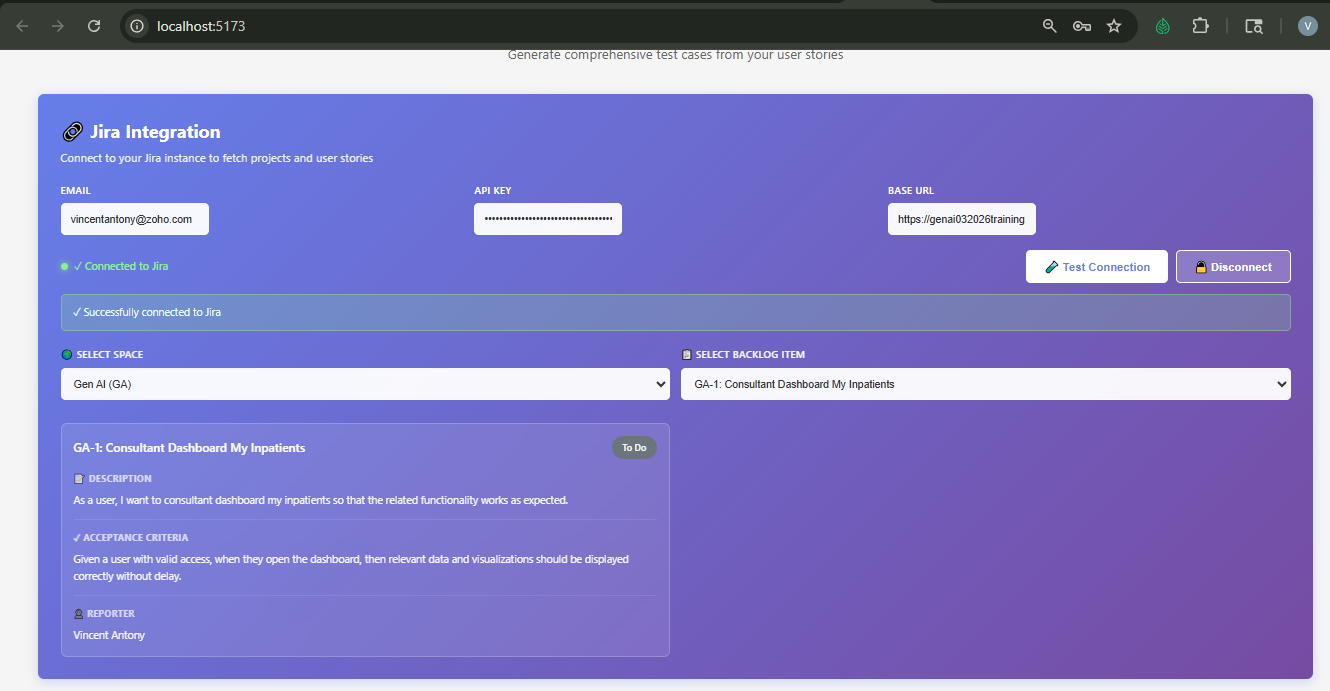 localhost:5173
V
Generate comprehensive test cases from your user stories
Jira Integration
Connect to your Jira instance to fetch projects and user stories
EMAIL
API KEY
BASE URL
vincentantony@zoho.com
••••••••••••••••••••••••••••••••••
https://genai032026training
✓ Connected to Jira
Test Connection
Disconnect
✓ Successfully connected to Jira
SELECT SPACE
SELECT BACKLOG ITEM
Gen AI (GA)
GA-1: Consultant Dashboard My Inpatients
GA-1: Consultant Dashboard My Inpatients
To Do
DESCRIPTION
As a user, I want to consultant dashboard my inpatients so that the related functionality works as expected.
✓ ACCEPTANCE CRITERIA
Given a user with valid access, when they open the dashboard, then relevant data and visualizations should be displayed
correctly without delay.
REPORTER
Vincent Antony